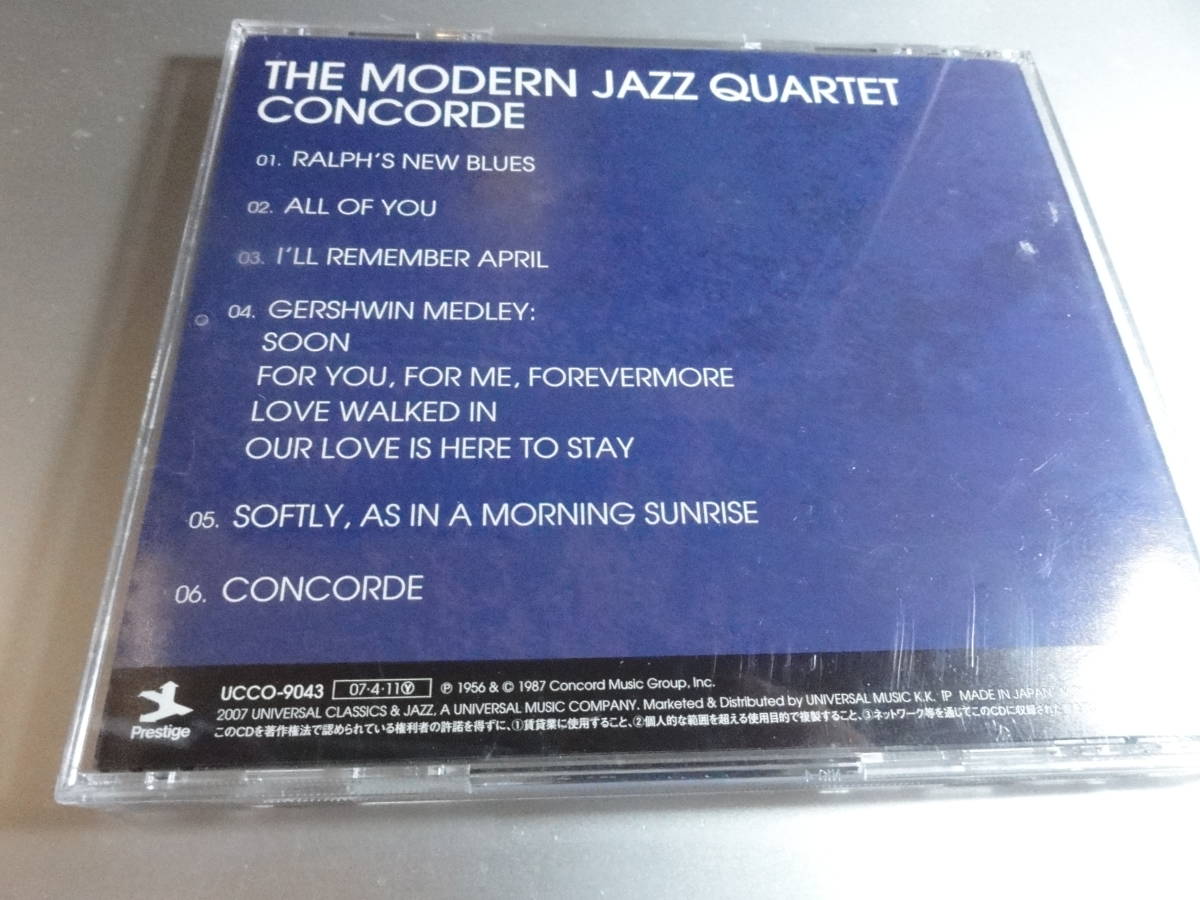 THE MODERN JAZZ QUARTET
CONCORDE
01. RALPH'S NEW BLUES
02. ALL OF YOU
03. I'LL REMEMBER APRIL
04. GERSHWIN MEDLEY:
SOON
FOR YOU, FOR ME, FOREVERMORE
LOVE WALKED IN
OUR LOVE IS HERE TO STAY
05. SOFTLY, AS IN A MORNING SUNRISE
06. CONCORDE
Prestige
UCCO-9043 07・4・11Ⓨ ℗ 1956 & © 1987 Concord Music Group, Inc.
2007 UNIVERSAL CLASSICS & JAZZ. A UNIVERSAL MUSIC COMPANY. Marketed & Distributed by UNIVERSAL MUSIC K.K. IP MADE IN JAPAN
このCDを著作権法で認められている権利者の許諾を得ずに、①賃貸業に使用すること、②個人的な範囲を超える使用目的で複製すること、③ネットワーク等を通じてこのCDに収録された